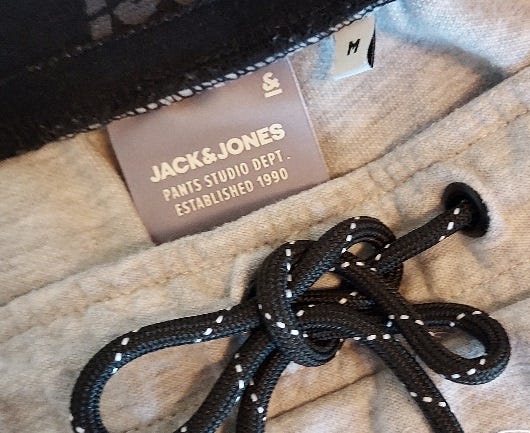 M
&
JACK&JONES
PANTS STUDIO DEPT.
ESTABLISHED 1990